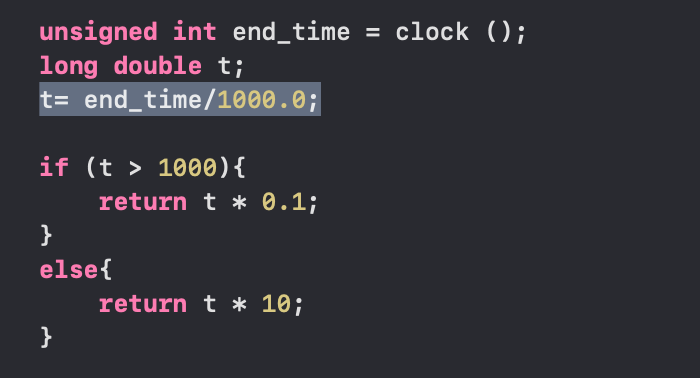 unsigned int end_time = clock ();
long double t;
t= end_time/1000.0;
if (t > 1000){
return t * 0.1;
}
else{
return t * 10;
}